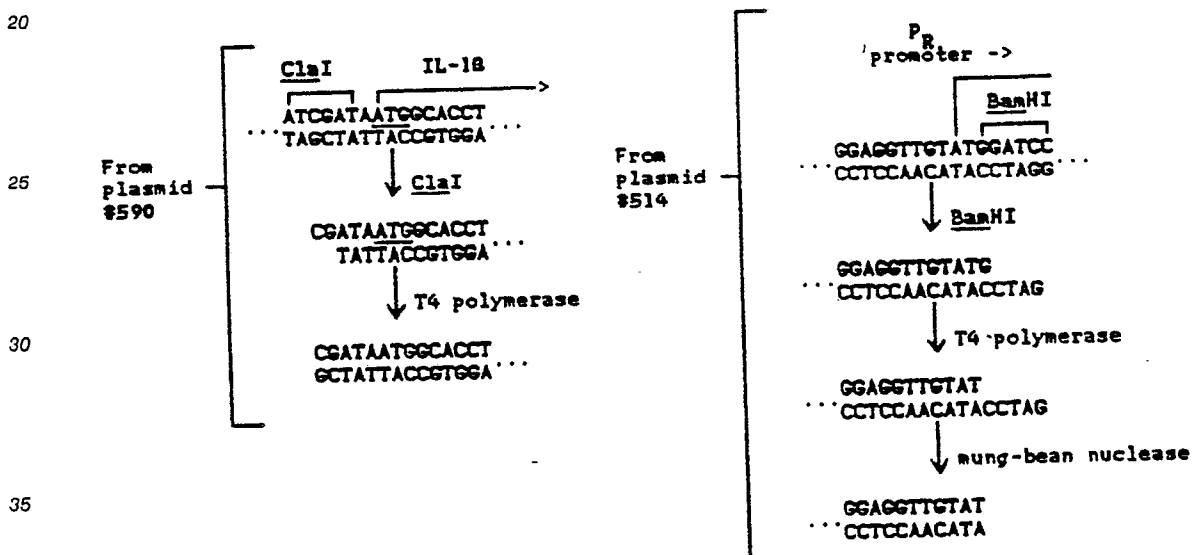 20
ClaI
IL-1B
>
ATCGATAATGGCACCT
...TAGCTATTACCGTGGA...
From
plasmid
#590
ClaI
25
CGATAATGGCACCT
TATTACCGTGGA...
T4 polymerase
30
CGATAATGGCACCT
GCTATTACCGTGGA...
35
PR
promoter ->
BamHI
GGAGGTTGTATGGATCC
...CCTCCAACATACCTAGG...
From
plasmid
#514
BamHI
GGAGGTTGTATG
...CCTCCAACATACCTAG
T4 polymerase
GGAGGTTGTAT
...CCTCCAACATACCTAG
mung-bean nuclease
GGAGGTTGTAT
...CCTCCAACATA